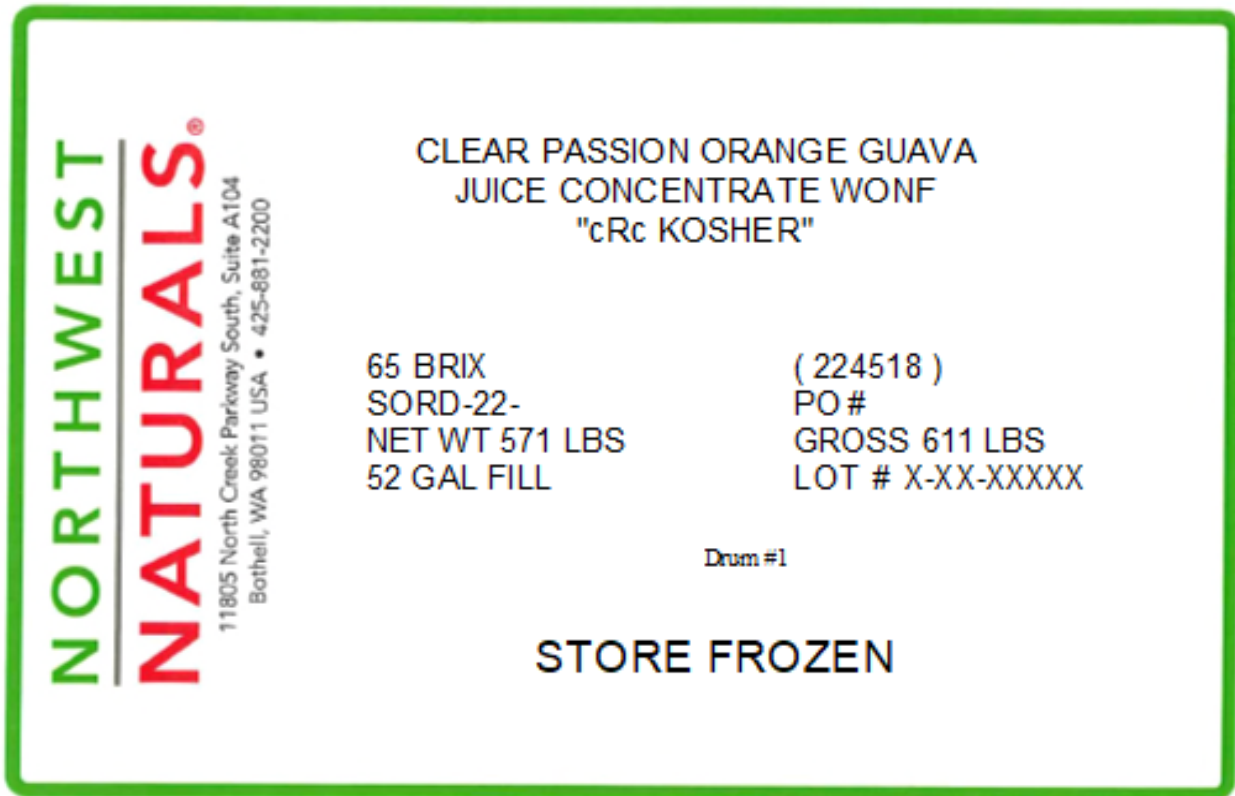 NORTHWEST
NATURALS®
11805 North Creek Parkway South, Suite A104
Bothell, WA 98011 USA • 425-881-2200
CLEAR PASSION ORANGE GUAVA
JUICE CONCENTRATE WONF
"cRc KOSHER"
65 BRIX ( 224518 )
SORD-22- PO #
NET WT 571 LBS GROSS 611 LBS
52 GAL FILL LOT # X-XX-XXXXX
Drum #1
STORE FROZEN